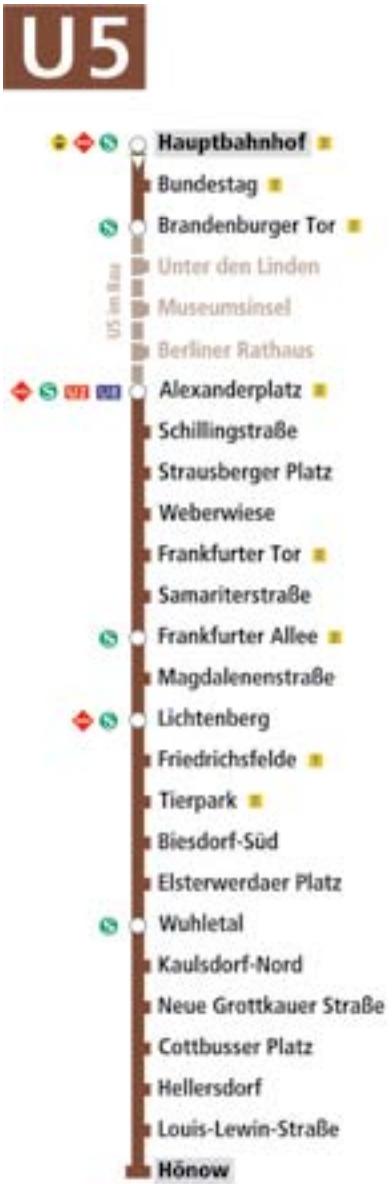 U5
Hauptbahnhof
Bundestag
Brandenburger Tor
Unter den Linden
U5 im Bau
Museumsinsel
Berliner Rathaus
S U2 U8 Alexanderplatz
Schillingstraße
Strausberger Platz
Weberwiese
Frankfurter Tor
Samariterstraße
S Frankfurter Allee
Magdalenenstraße
S Lichtenberg
Friedrichsfelde
Tierpark
Biesdorf-Süd
Elsterwerdaer Platz
S Wuhletal
Kaulsdorf-Nord
Neue Grottkauer Straße
Cottbusser Platz
Hellersdorf
Louis-Lewin-Straße
Hönow